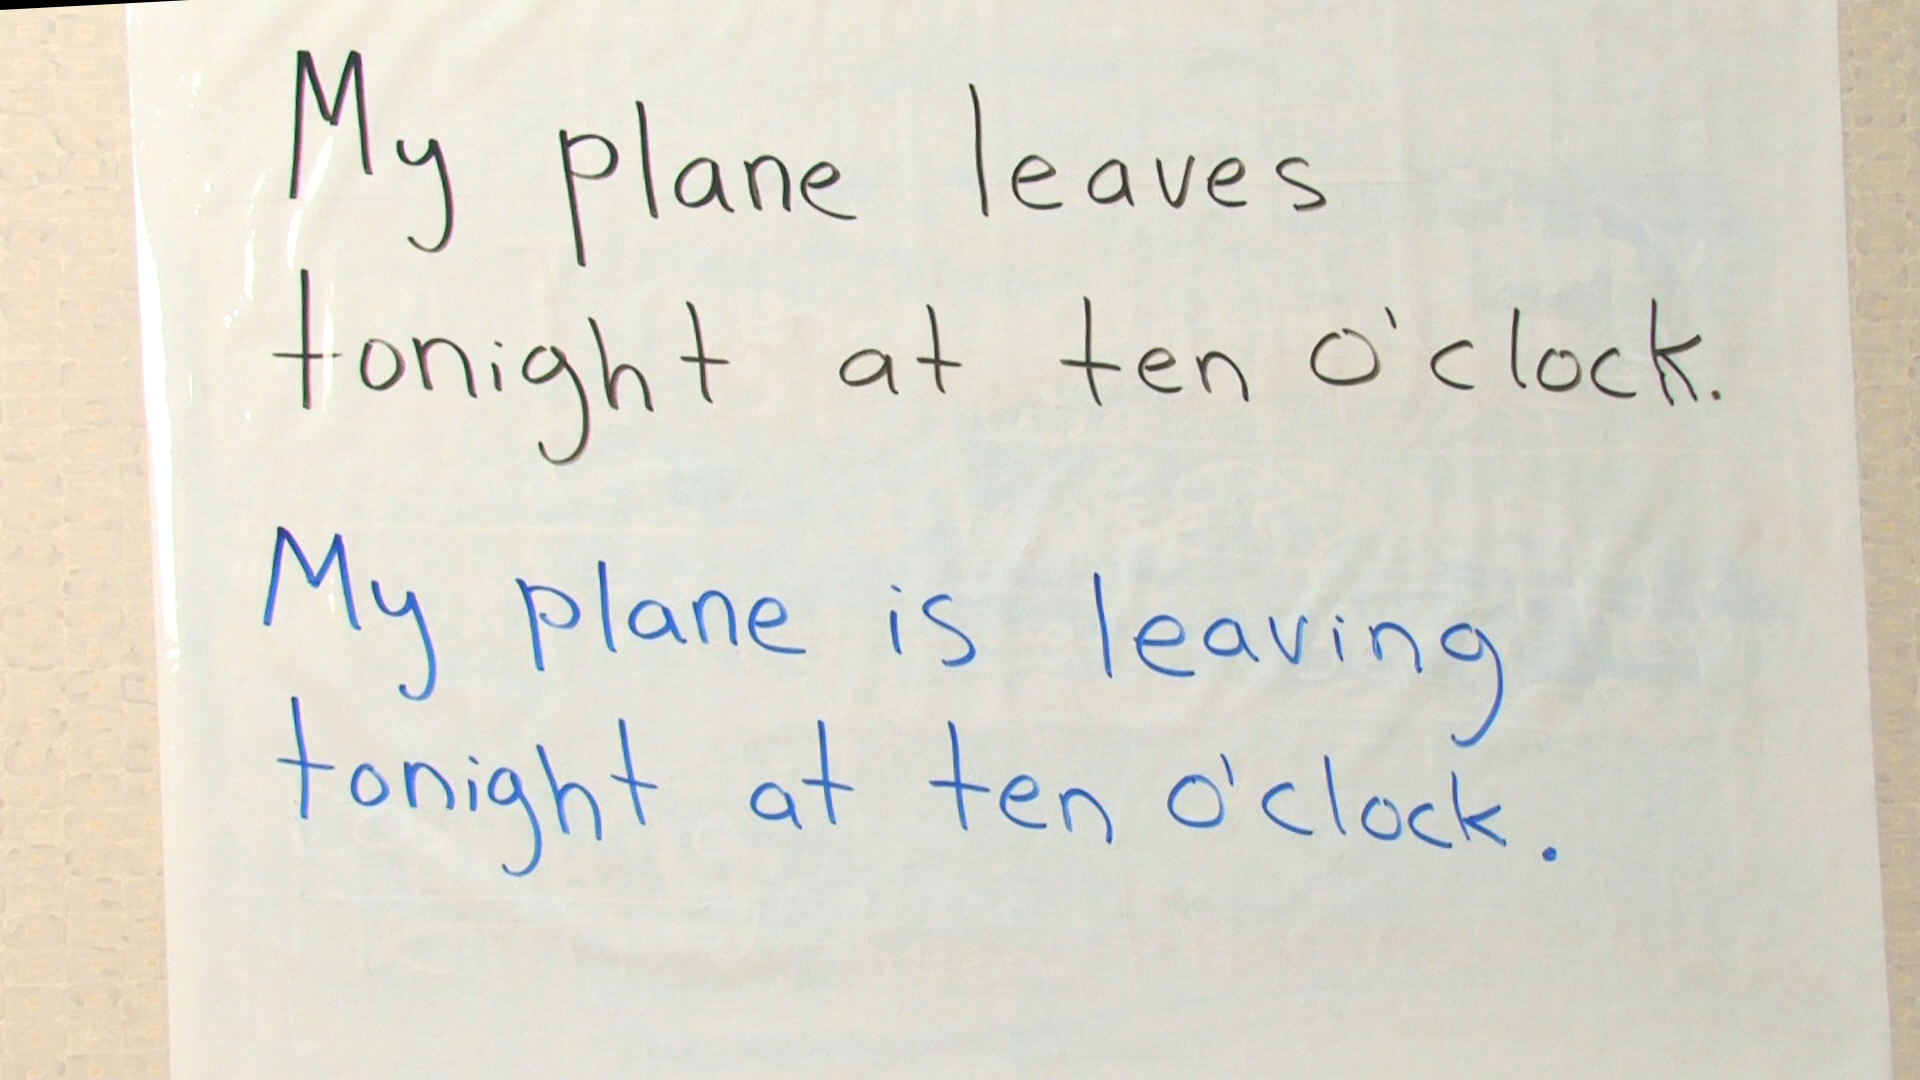 My plane leaves
tonight at ten o'clock.
My plane is leaving
tonight at ten o'clock.